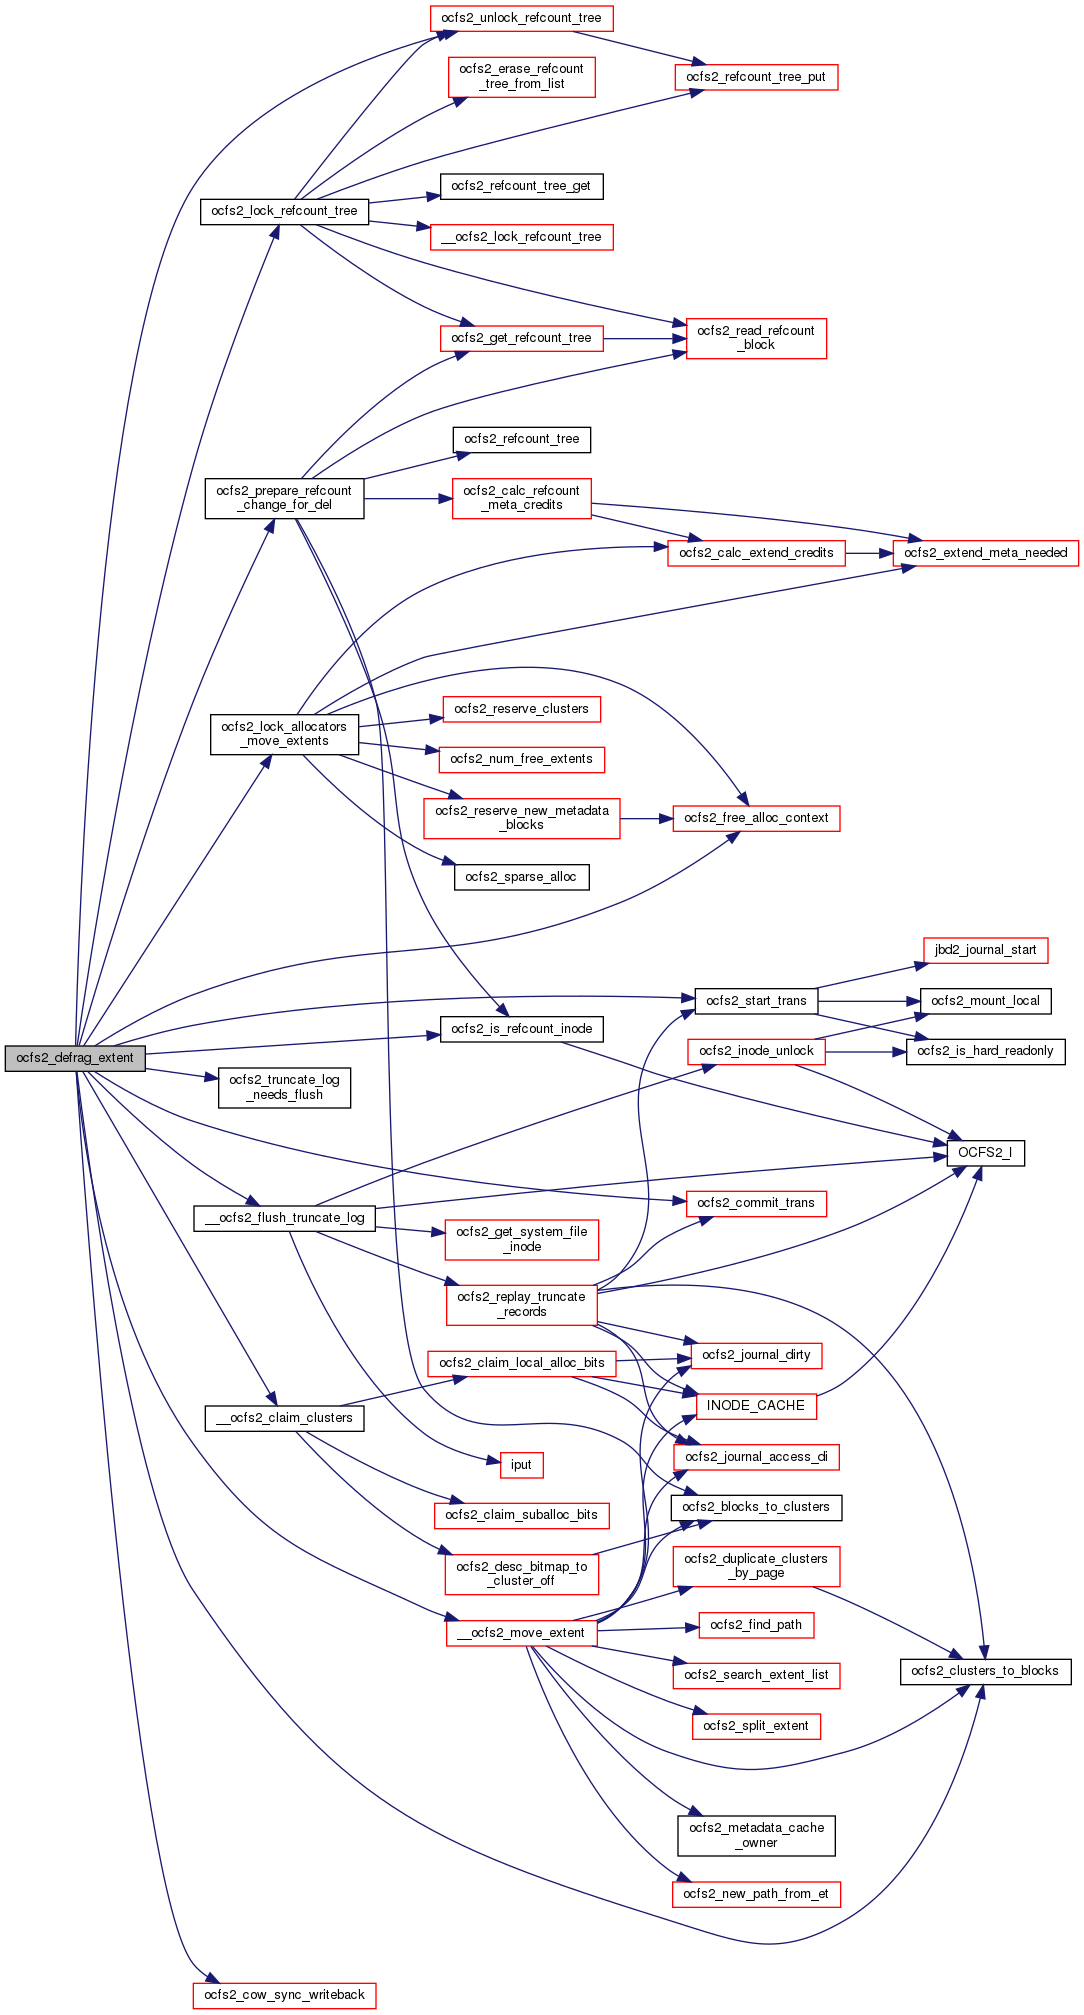 ocfs2_unlock_refcount_tree
ocfs2_erase_refcount
_tree_from_list
ocfs2_refcount_tree_put
ocfs2_refcount_tree_get
ocfs2_lock_refcount_tree
__ocfs2_lock_refcount_tree
ocfs2_get_refcount_tree
ocfs2_read_refcount
_block
ocfs2_refcount_tree
ocfs2_prepare_refcount
_change_for_del
ocfs2_calc_refcount
_meta_credits
ocfs2_calc_extend_credits
ocfs2_extend_meta_needed
ocfs2_reserve_clusters
ocfs2_lock_allocators
_move_extents
ocfs2_num_free_extents
ocfs2_reserve_new_metadata
_blocks
ocfs2_free_alloc_context
ocfs2_sparse_alloc
jbd2_journal_start
ocfs2_start_trans
ocfs2_mount_local
ocfs2_is_refcount_inode
ocfs2_inode_unlock
ocfs2_is_hard_readonly
ocfs2_defrag_extent
ocfs2_truncate_log
_needs_flush
OCFS2_I
ocfs2_commit_trans
__ocfs2_flush_truncate_log
ocfs2_get_system_file
_inode
ocfs2_replay_truncate
_records
ocfs2_journal_dirty
ocfs2_claim_local_alloc_bits
INODE_CACHE
__ocfs2_claim_clusters
ocfs2_journal_access_di
iput
ocfs2_blocks_to_clusters
ocfs2_claim_suballoc_bits
ocfs2_desc_bitmap_to
_cluster_off
ocfs2_duplicate_clusters
_by_page
__ocfs2_move_extent
ocfs2_find_path
ocfs2_search_extent_list
ocfs2_clusters_to_blocks
ocfs2_split_extent
ocfs2_metadata_cache
_owner
ocfs2_new_path_from_et
ocfs2_cow_sync_writeback